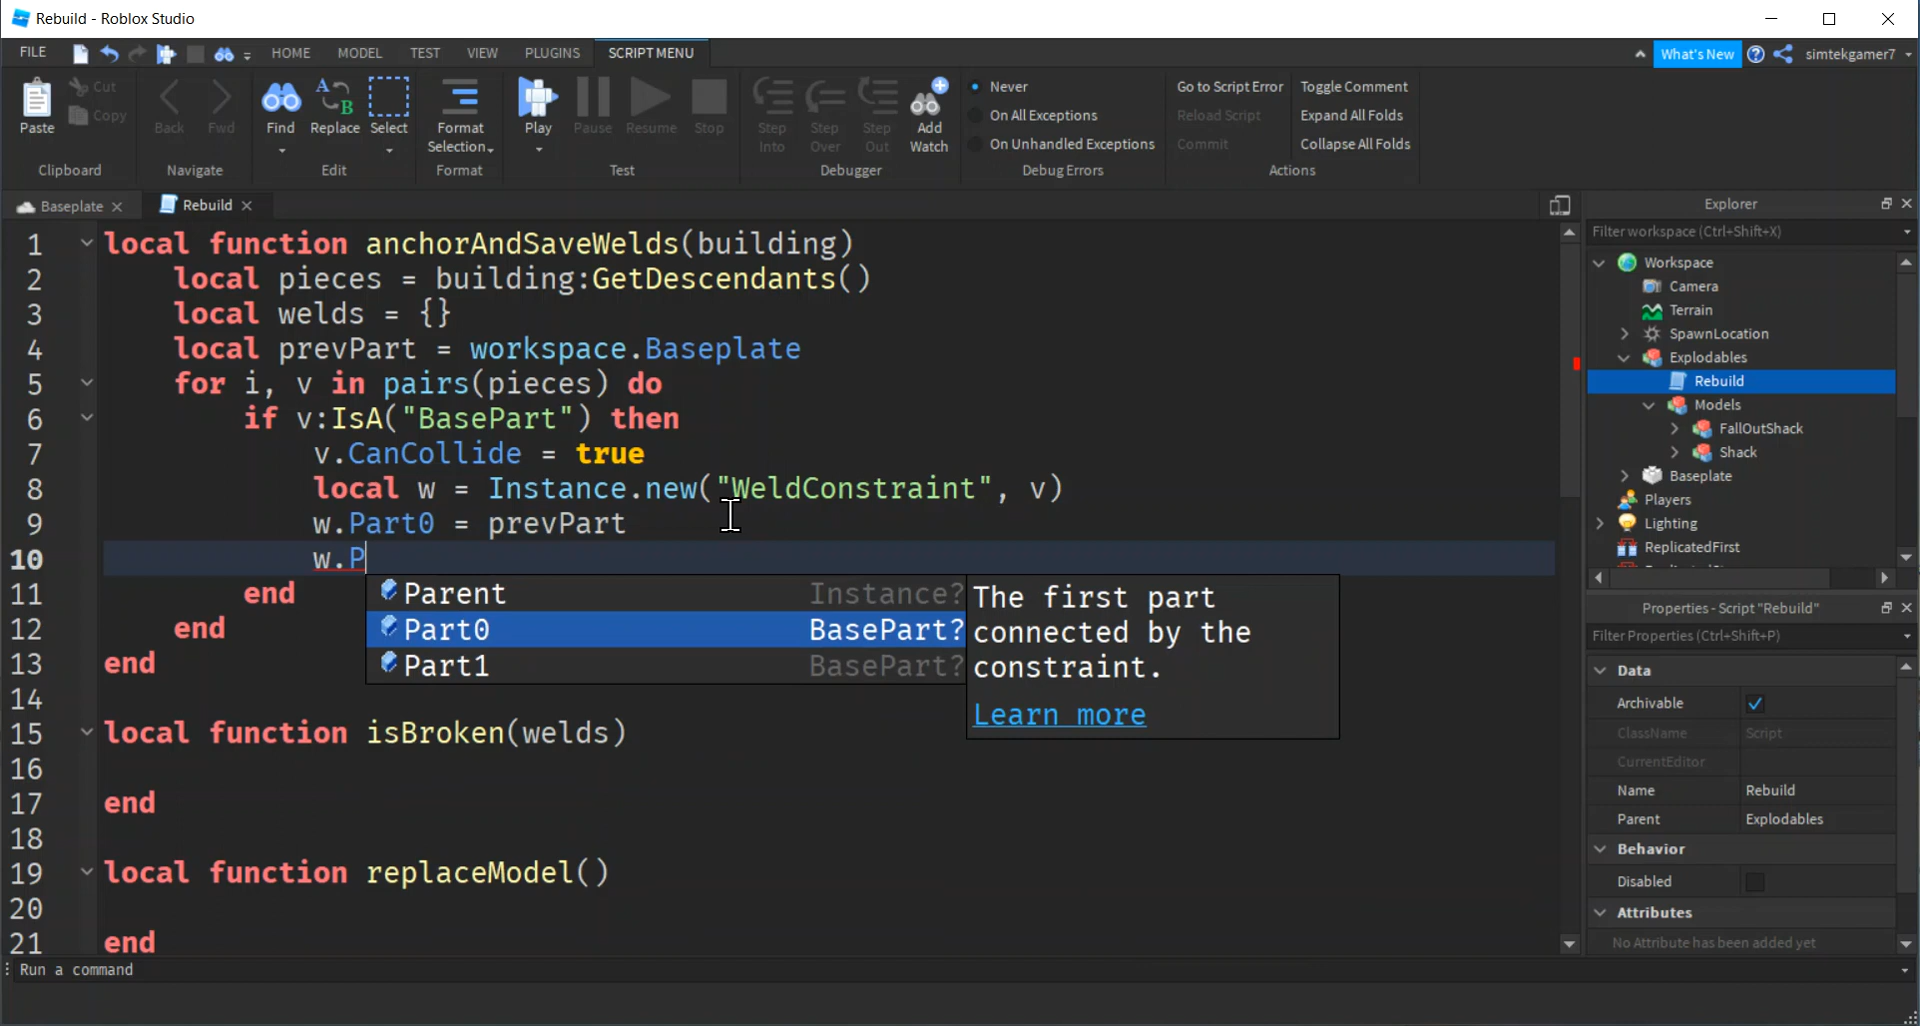 Rebuild - Roblox Studio
FILE HOME MODEL TEST VIEW PLUGINS SCRIPT MENU What's New simtekgamer7
Paste Cut Copy Back Fwd Find Replace Select Format Selection Play Pause Resume Stop Step Into Step Over Step Out Add Watch
Never
On All Exceptions
On Unhandled Exceptions
Go to Script Error
Reload Script
Commit
Toggle Comment
Expand All Folds
Collapse All Folds
Clipboard Navigate Edit Format Test Debugger Debug Errors Actions
Baseplate Rebuild
1 local function anchorAndSaveWelds(building)
2 local pieces = building:GetDescendants()
3 local welds = {}
4 local prevPart = workspace.Baseplate
5 for i, v in pairs(pieces) do
6 if v:IsA("BasePart") then
7 v.CanCollide = true
8 local w = Instance.new("WeldConstraint", v)
9 w.Part0 = prevPart
10 w.P
11 end
12 end
13 end
14
15 local function isBroken(welds)
16
17 end
18
19 local function replaceModel()
20
21 end
Parent Instance?
Part0 BasePart?
Part1 BasePart?
The first part
connected by the
constraint.
Learn more
Run a command
Explorer
Filter workspace (Ctrl+Shift+X)
Workspace
Camera
Terrain
SpawnLocation
Explodables
Rebuild
Models
FallOutShack
Shack
Baseplate
Players
Lighting
ReplicatedFirst
Properties - Script "Rebuild"
Filter Properties (Ctrl+Shift+P)
Data
Archivable
ClassName Script
CurrentEditor
Name Rebuild
Parent Explodables
Behavior
Disabled
Attributes
No Attribute has been added yet